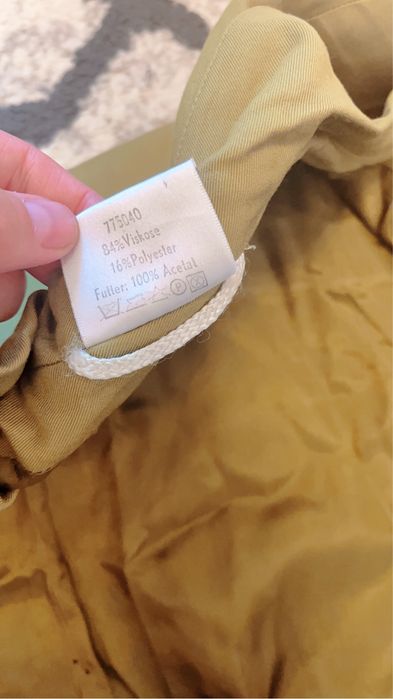 775040
84%Viskose
16%Polyester
Futter: 100% Acetat
P